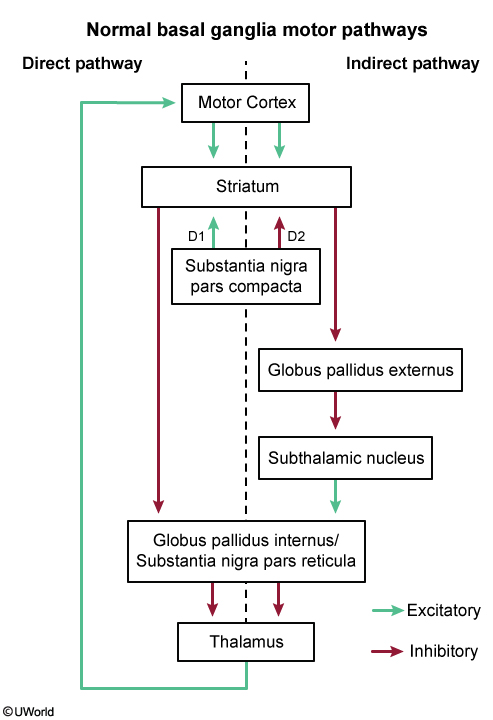 Normal basal ganglia motor pathways
Direct pathway
Indirect pathway
Motor Cortex
Striatum
D1
D2
Substantia nigra
pars compacta
Globus pallidus externus
Subthalamic nucleus
Globus pallidus internus/
Substantia nigra pars reticula
Thalamus
Excitatory
Inhibitory
©UWorld